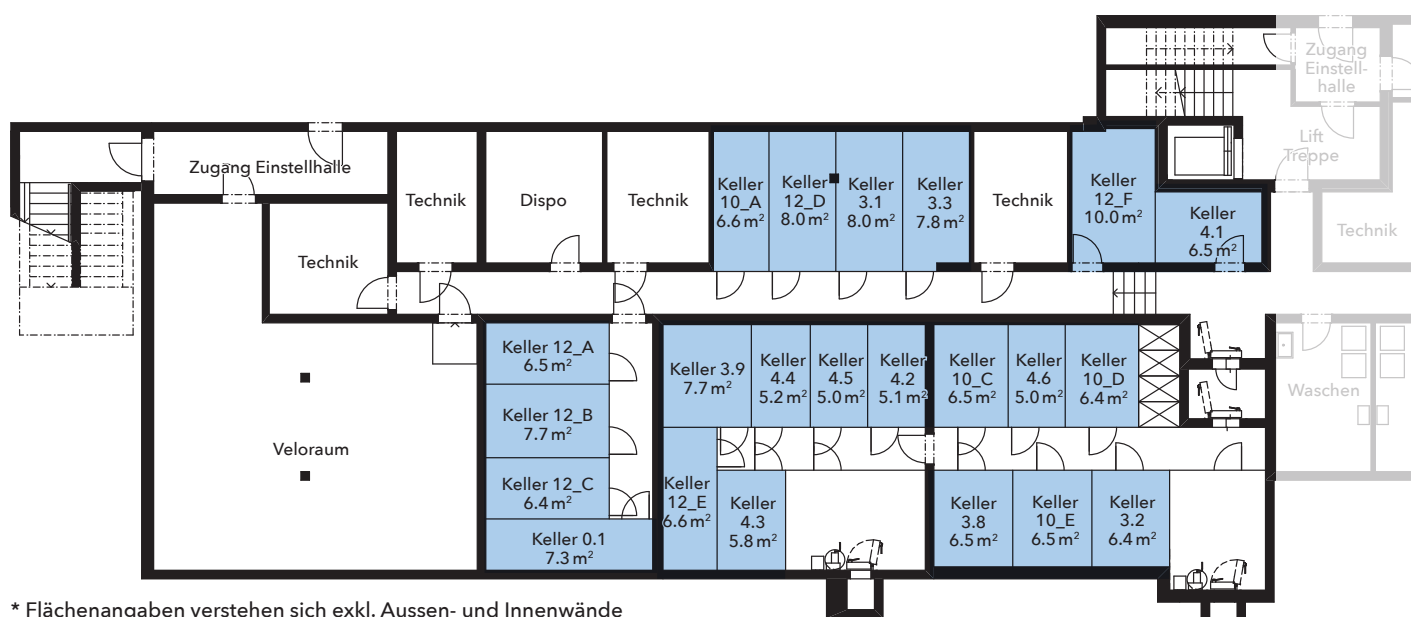 Zugang
Einstell-
halle
Lift
Treppe
Zugang Einstellhalle
Technik
Dispo
Technik
Keller
10_A
6.6 m²
Keller
12_D
8.0 m²
Keller
3.1
8.0 m²
Keller
3.3
7.8 m²
Technik
Keller
12_F
10.0 m²
Keller
4.1
6.5 m²
Technik
Technik
Keller 12_A
6.5 m²
Keller 3.9
7.7 m²
Keller
4.4
5.2 m²
Keller
4.5
5.0 m²
Keller
4.2
5.1 m²
Keller
10_C
6.5 m²
Keller
4.6
5.0 m²
Keller
10_D
6.4 m²
Waschen
Keller 12_B
7.7 m²
Veloraum
Keller 12_C
6.4 m²
Keller
12_E
6.6 m²
Keller
4.3
5.8 m²
Keller
3.8
6.5 m²
Keller
10_E
6.5 m²
Keller
3.2
6.4 m²
Keller 0.1
7.3 m²
* Flächenangaben verstehen sich exkl. Aussen- und Innenwände